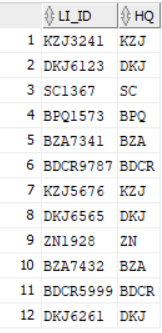 LI_ID HQ
1 KZJ3241 KZJ
2 DKJ6123 DKJ
3 SC1367 SC
4 BPQ1573 BPQ
5 BZA7341 BZA
6 BDCR9787 BDCR
7 KZJ5676 KZJ
8 DKJ6565 DKJ
9 ZN1928 ZN
10 BZA7432 BZA
11 BDCR5999 BDCR
12 DKJ6261 DKJ